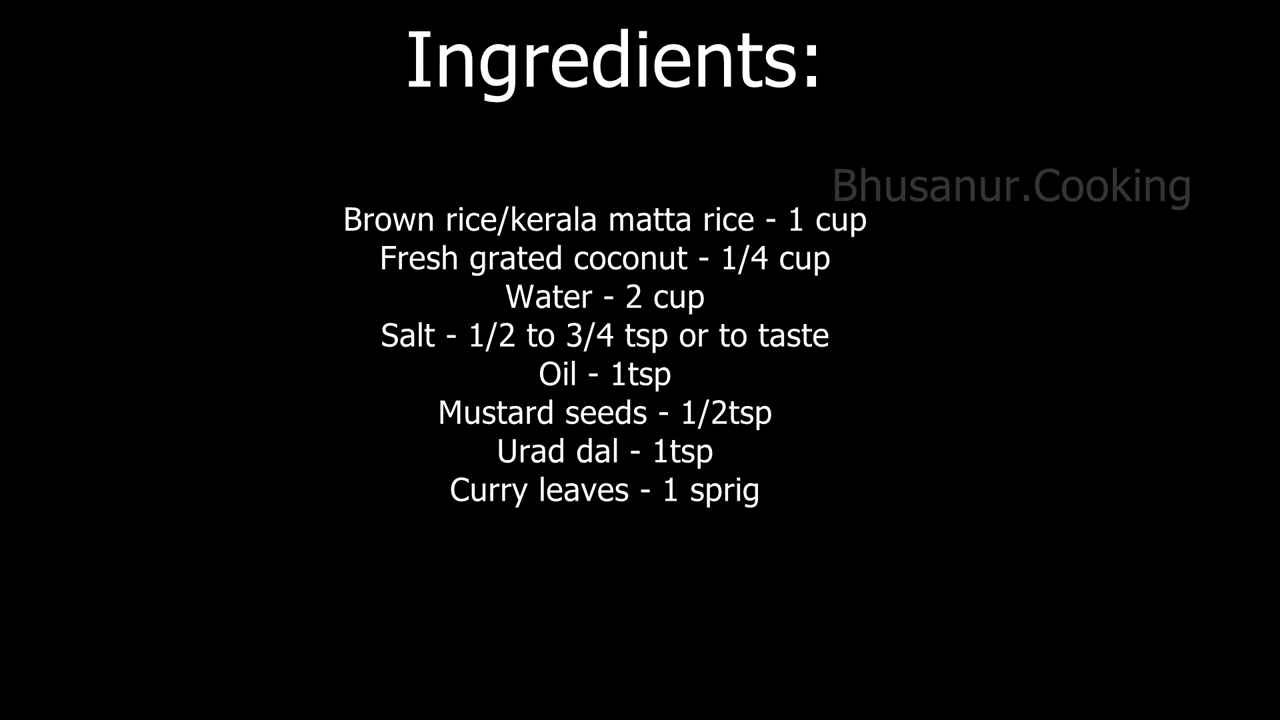 Ingredients:
Bhusanur.Cooking
Brown rice/kerala matta rice - 1 cup
Fresh grated coconut - 1/4 cup
Water - 2 cup
Salt - 1/2 to 3/4 tsp or to taste
Oil - 1tsp
Mustard seeds - 1/2tsp
Urad dal - 1tsp
Curry leaves - 1 sprig